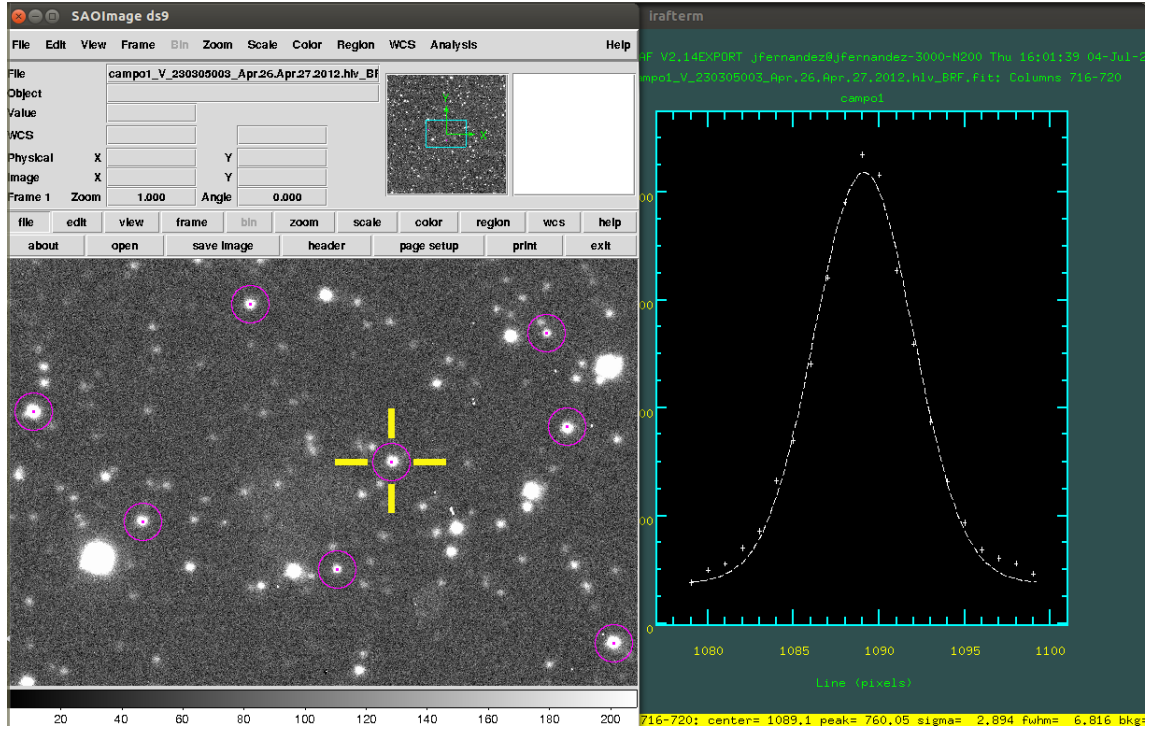 SAOImage ds9
File Edit View Frame Bin Zoom Scale Color Region WCS Analysis Help
File campo1_V_230305003_Apr.26.Apr.27.2012.hlv_BF
Object
Value
WCS
Physical X Y
Image X Y
Frame 1 Zoom 1.000 Angle 0.000
Y
X
file edit view frame bin zoom scale color region wcs help
about open save image header page setup print exit
20 40 60 80 100 120 140 160 180 200
irafterm
AF V2.14EXPORT jfernandez@jfernandez-3000-N200 Thu 16:01:39 04-Jul-2
mpo1_V_230305003_Apr.26.Apr.27.2012.hlv_BRF.fit: Columns 716-720
campo1
00
00
00
00
0
1080 1085 1090 1095 1100
Line (pixels)
716-720: center= 1089.1 peak= 760.05 sigma= 2.894 fwhm= 6.816 bkg=